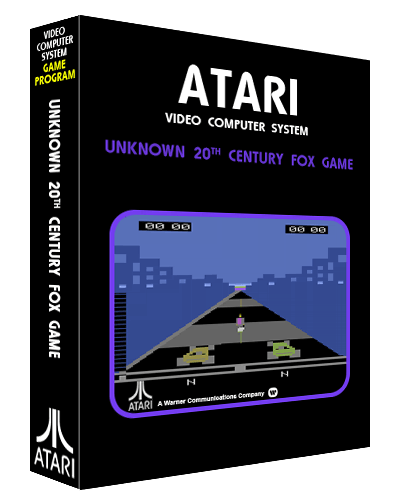 VIDEO
COMPUTER
SYSTEM
GAME
PROGRAM
UNKNOWN 20TH CENTURY FOX GAME
ATARI
ATARI
VIDEO COMPUTER SYSTEM
UNKNOWN 20TH CENTURY FOX GAME
00 00 00 00
N N
ATARI A Warner Communications Company